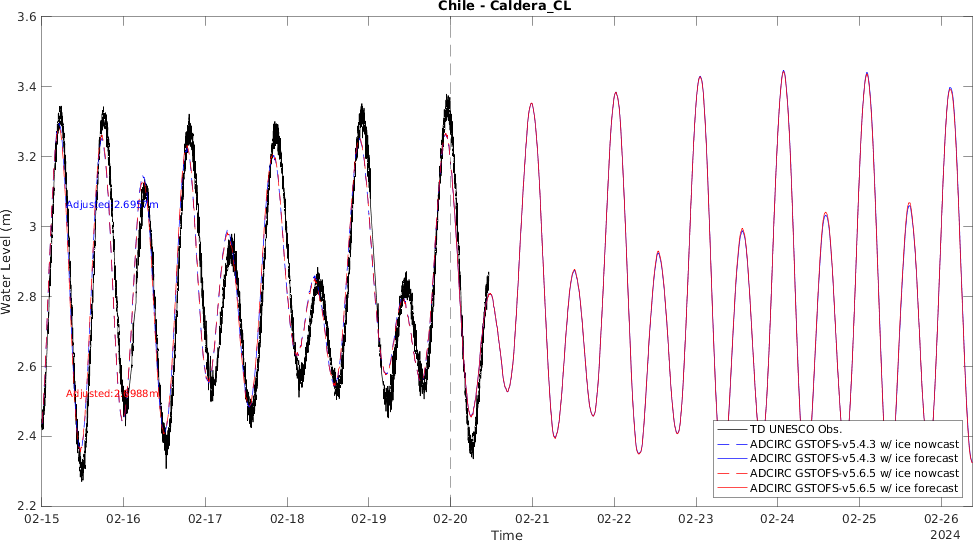 Chile - Caldera_CL
Water Level (m)
3.6
3.4
3.2
3
2.8
2.6
2.4
2.2
Adjusted:
Adjusted:
TD UNESCO Obs.
ADCIRC GSTOFS-v5.4.3 w/ ice nowcast
ADCIRC GSTOFS-v5.4.3 w/ ice forecast
ADCIRC GSTOFS-v5.6.5 w/ ice nowcast
ADCIRC GSTOFS-v5.6.5 w/ ice forecast
02-15 02-16 02-17 02-18 02-19 02-20 02-21 02-22 02-23 02-24 02-25 02-26
Time
2024